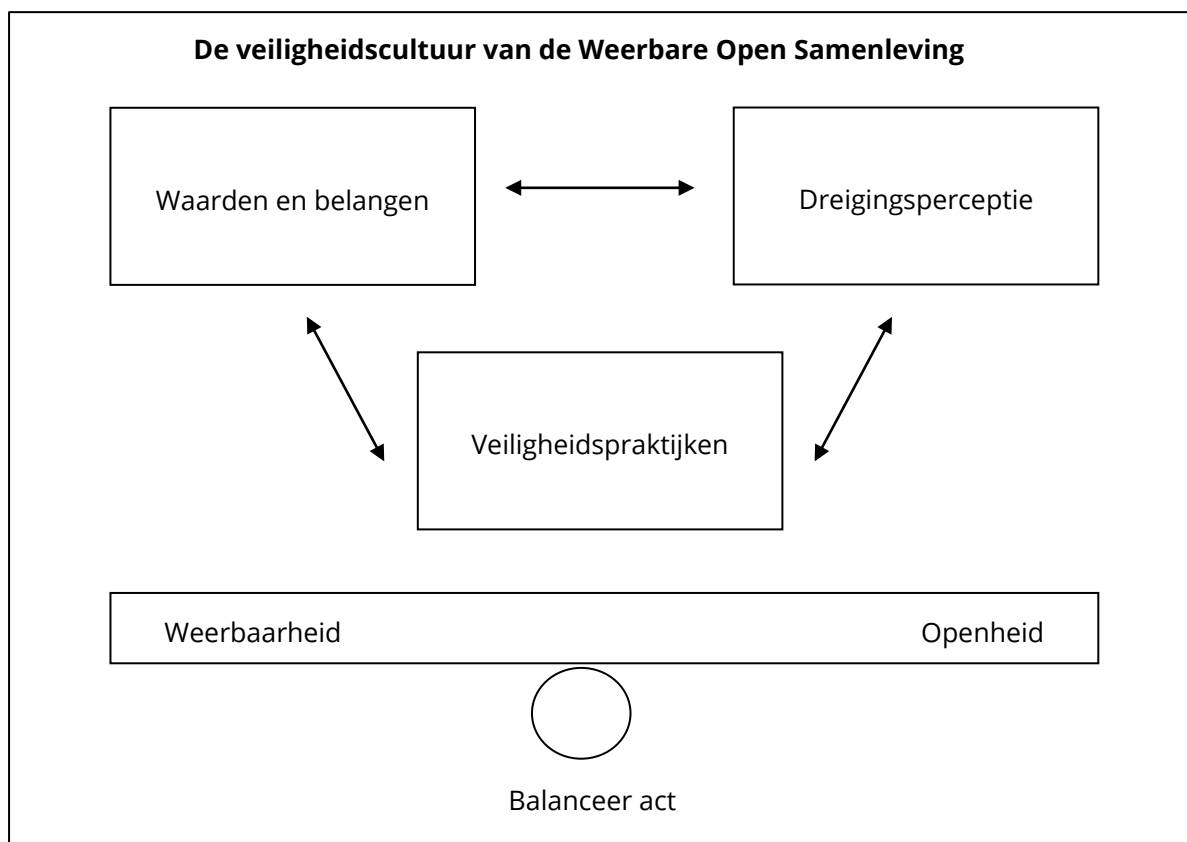 De veiligheidscultuur van de Weerbare Open Samenleving
Waarden en belangen
Dreigingsperceptie
Veiligheidspraktijken
Weerbaarheid
Openheid
Balanceer act